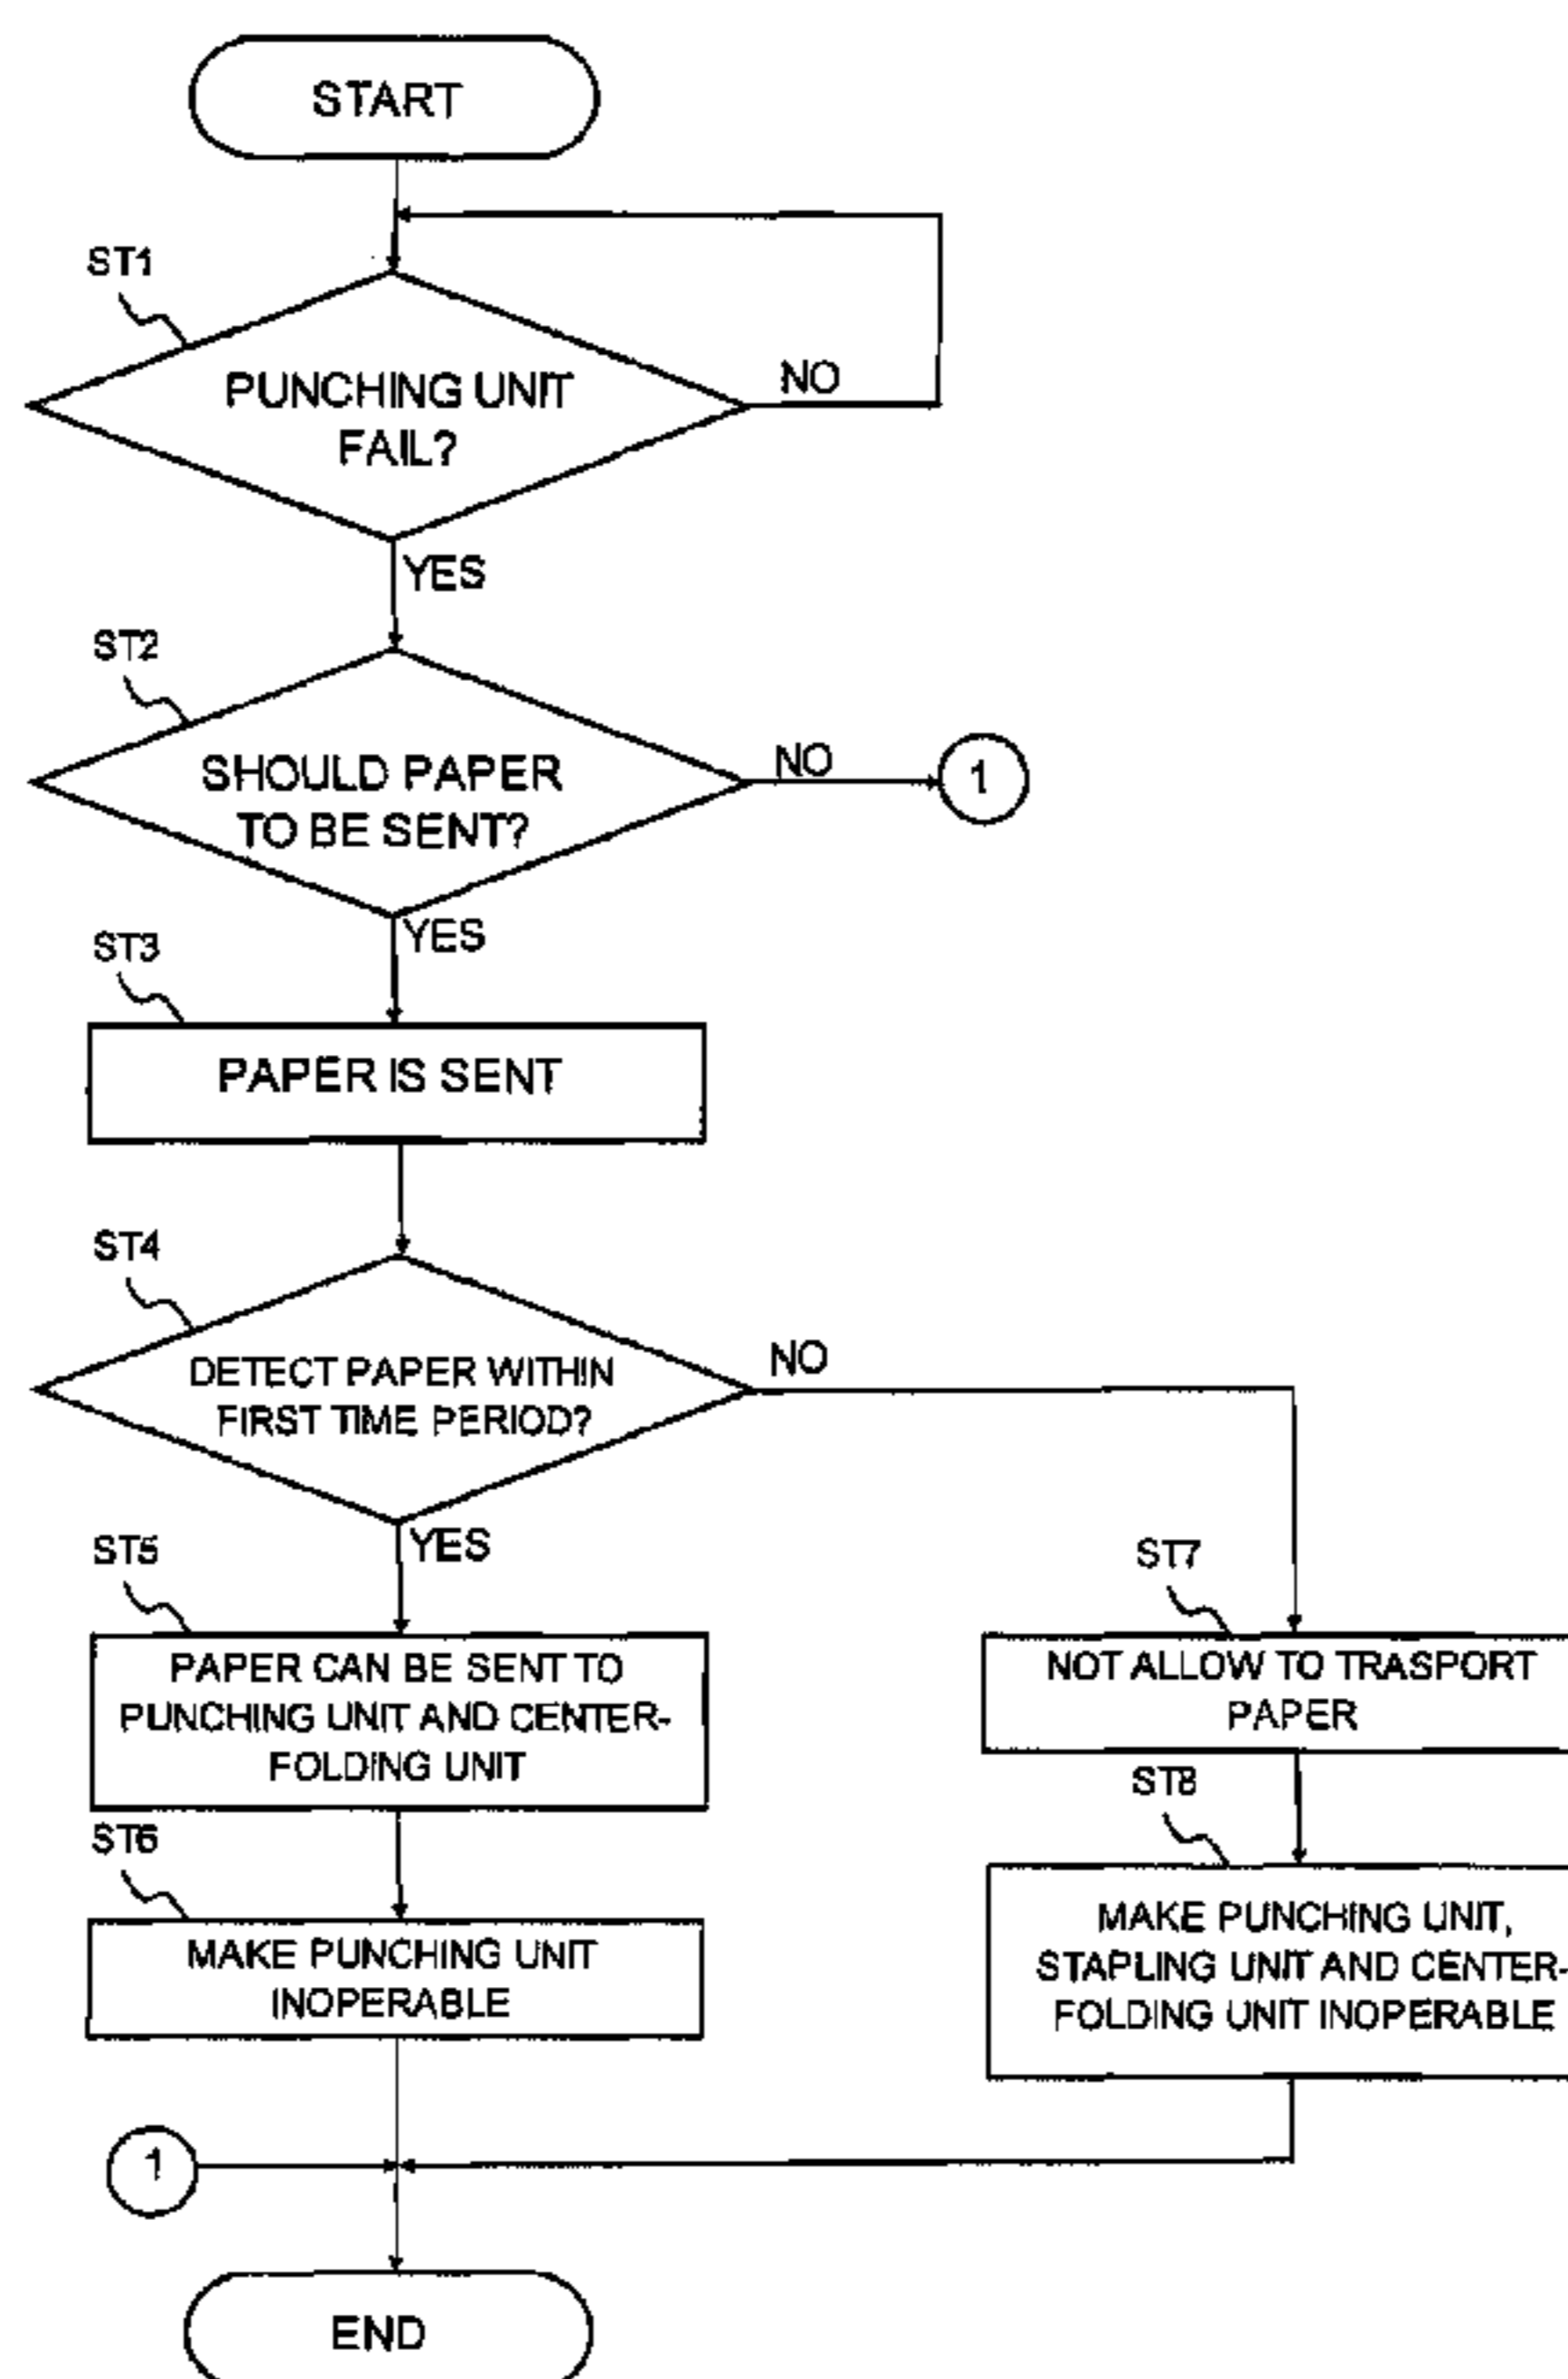 START
ST1
PUNCHING UNIT
FAIL?
NO
YES
ST2
SHOULD PAPER
TO BE SENT?
NO
1
YES
ST3
PAPER IS SENT
ST4
DETECT PAPER WITHIN
FIRST TIME PERIOD?
NO
YES
ST5
PAPER CAN BE SENT TO
PUNCHING UNIT AND CENTER-
FOLDING UNIT
ST7
NOT ALLOW TO TRASPORT
PAPER
ST6
MAKE PUNCHING UNIT
INOPERABLE
ST8
MAKE PUNCHING UNIT,
STAPLING UNIT AND CENTER-
FOLDING UNIT INOPERABLE
1
END